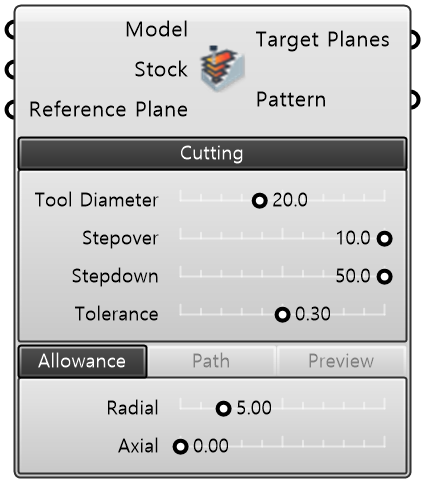 Model
Target Planes
Stock
Pattern
Reference Plane
Cutting
Tool Diameter 20.0
Stepover 10.0
Stepdown 50.0
Tolerance 0.30
Allowance Path Preview
Radial 5.00
Axial 0.00